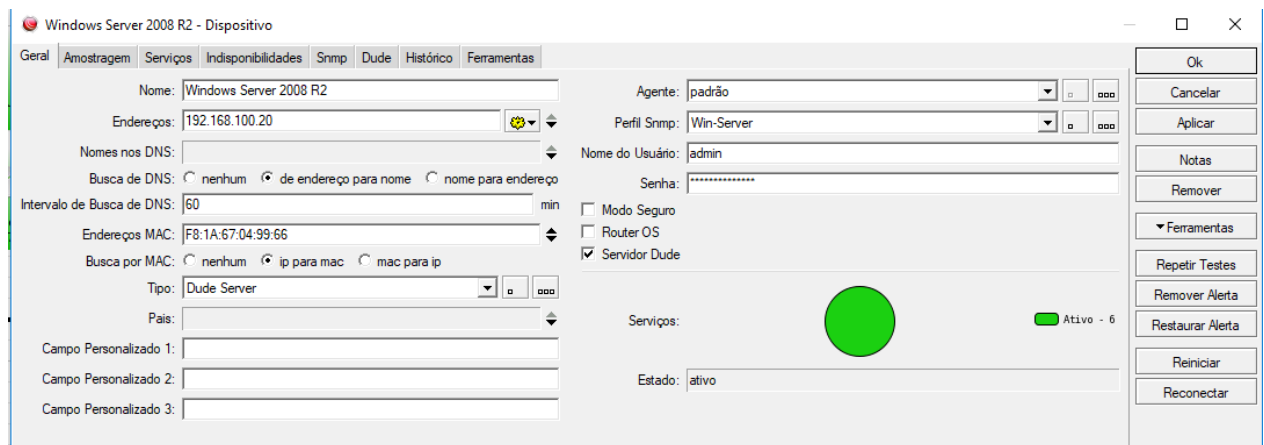 Windows Server 2008 R2 - Dispositivo
Geral Amostragem Serviços Indisponibilidades Snmp Dude Histórico Ferramentas
Nome: Windows Server 2008 R2
Endereços: 192.168.100.20
Nomes nos DNS:
Busca de DNS: nenhum de endereço para nome nome para endereço
Intervalo de Busca de DNS: 60 min
Endereços MAC: F8:1A:67:04:99:66
Busca por MAC: nenhum ip para mac mac para ip
Tipo: Dude Server
Pais:
Campo Personalizado 1:
Campo Personalizado 2:
Campo Personalizado 3:
Agente: padrão
Perfil Snmp: Win-Server
Nome do Usuário: admin
Senha: **************
Modo Seguro
Router OS
Servidor Dude
Serviços: Ativo - 6
Estado: ativo
Ok
Cancelar
Aplicar
Notas
Remover
Ferramentas
Repetir Testes
Remover Alerta
Restaurar Alerta
Reiniciar
Reconectar